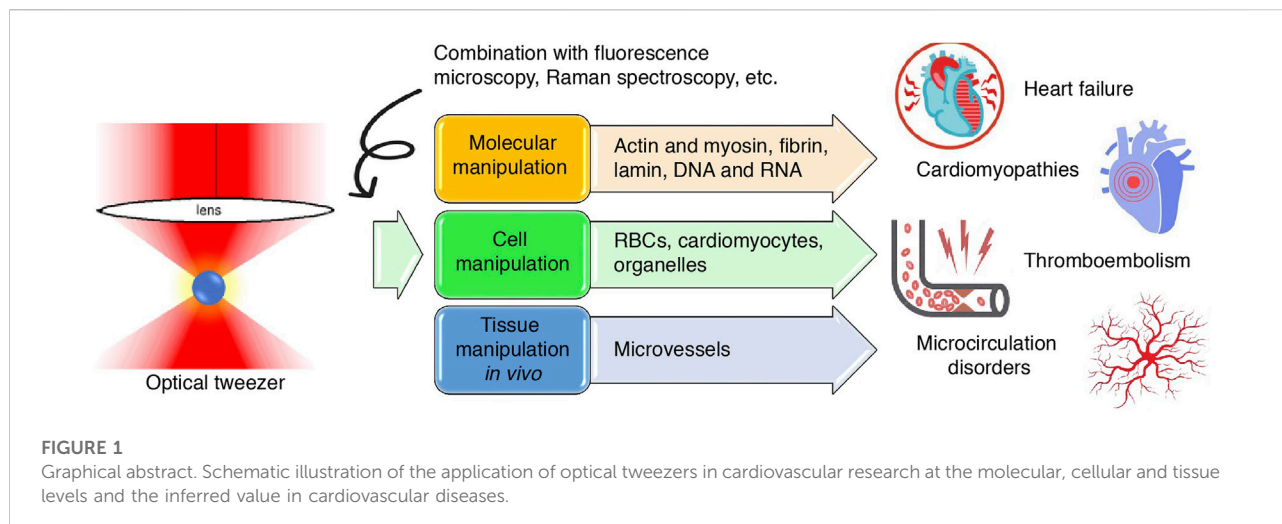 Combination with fluorescence
microscopy, Raman spectroscopy, etc.
lens
Optical tweezer
Molecular
manipulation
Actin and myosin, fibrin,
lamin, DNA and RNA
Cell
manipulation
RBCs, cardiomyocytes,
organelles
Tissue
manipulation
in vivo
Microvessels
Heart failure
Cardiomyopathies
Thromboembolism
Microcirculation
disorders
FIGURE 1
Graphical abstract. Schematic illustration of the application of optical tweezers in cardiovascular research at the molecular, cellular and tissue
levels and the inferred value in cardiovascular diseases.